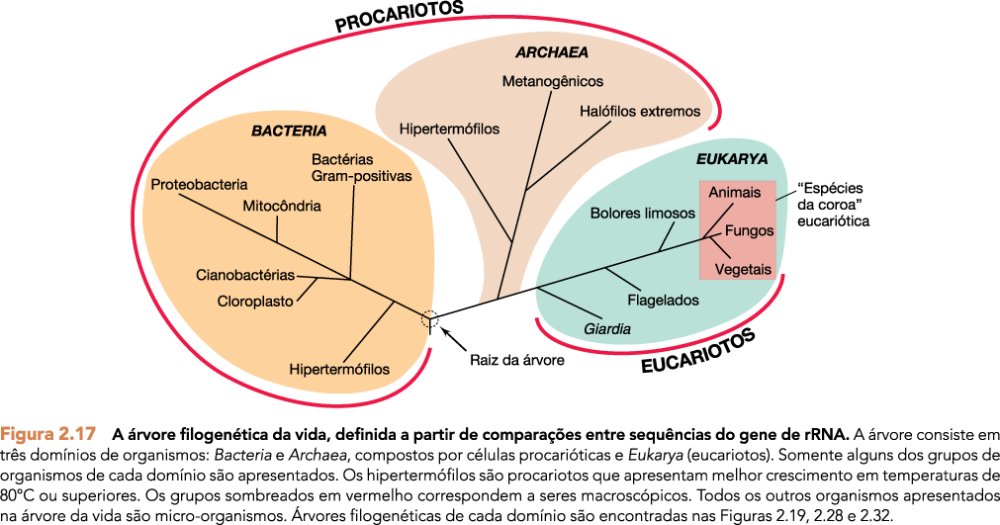 PROCARIOTOS
ARCHAEA
Metanogênicos
Halófilos extremos
Hipertermófilos
BACTERIA
Bactérias
Gram-positivas
Proteobacteria
Mitocôndria
Cianobactérias
Cloroplasto
Hipertermófilos
EUKARYA
Animais
"Espécies
da coroa"
eucariótica
Bolores limosos
Fungos
Vegetais
Flagelados
Giardia
Raiz da árvore
EUCARIOTOS
Figura 2.17 A árvore filogenética da vida, definida a partir de comparações entre sequências do gene de rRNA. A árvore consiste em
três domínios de organismos: Bacteria e Archaea, compostos por células procarióticas e Eukarya (eucariotos). Somente alguns dos grupos de
organismos de cada domínio são apresentados. Os hipertermófilos são procariotos que apresentam melhor crescimento em temperaturas de
80°C ou superiores. Os grupos sombreados em vermelho correspondem a seres macroscópicos. Todos os outros organismos apresentados
na árvore da vida são micro-organismos. Árvores filogenéticas de cada domínio são encontradas nas Figuras 2.19, 2.28 e 2.32.